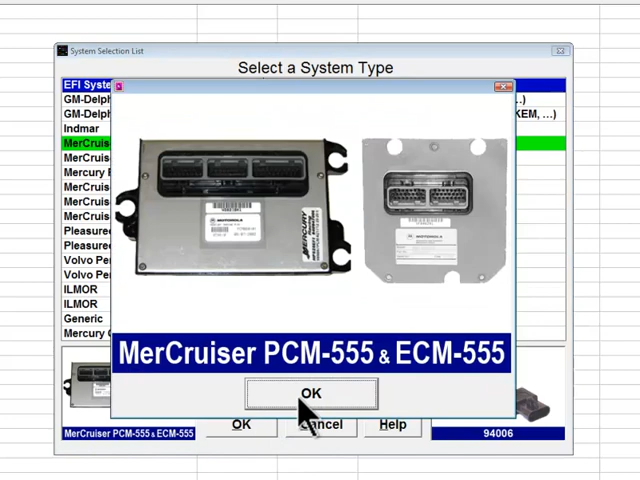 System Selection List
Select a System Type
EFI Syste
GM-Delph
...)
GM-Delph
KEM, ...)
Indmar
MerCruis
MerCruis
Mercury
MerCruis
MerCruis
MerCruis
Pleasure
Pleasure
Volvo Pe
Volvo Pe
ILMOR
ILMOR
Generic
Mercury
MOTOROLA
MERCURY
MOTOROLA
MerCruiser PCM-555 & ECM-555
OK
OK
Cancel
Help
MerCruiser PCM-555 & ECM-555
94006